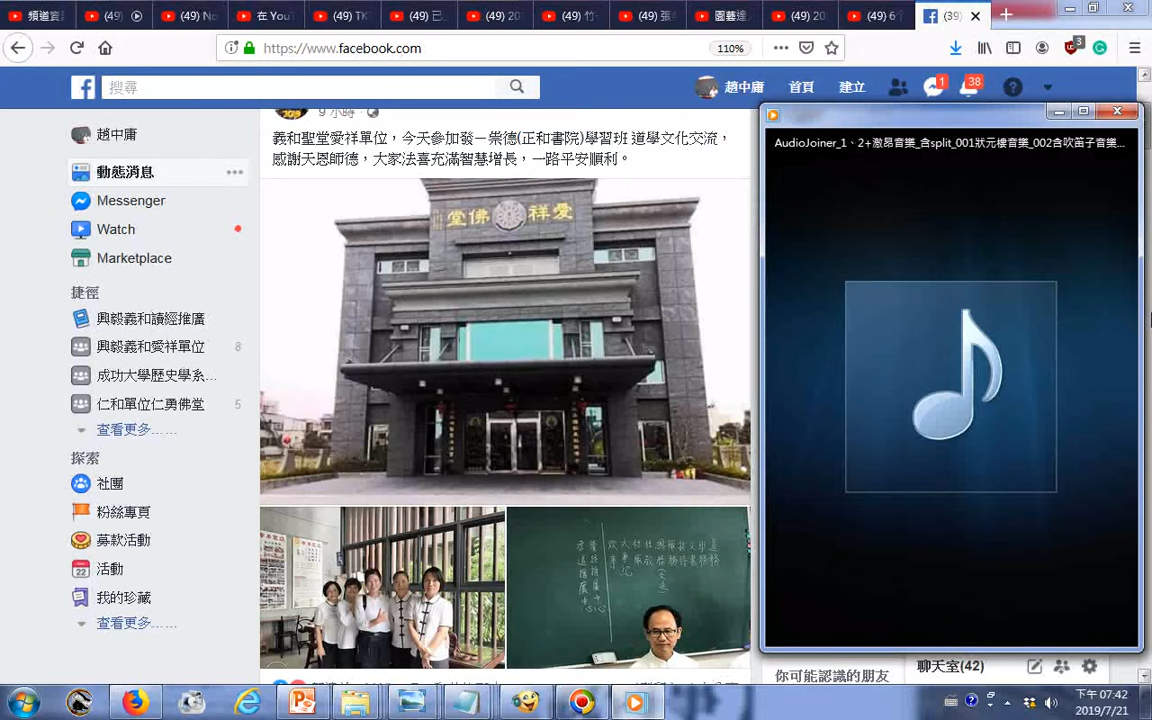 頻道資
(49)
(49) No
在 YouT
(49) TK
(49) 已
(49) 20
(49) 竹
(49) 張
園藝達
(49) 20
(49) 6
(39)
https://www.facebook.com
110%
3
搜尋
趙中庸
首頁
建立
1
38
趙中庸
動態消息
Messenger
Watch
Marketplace
捷徑
興毅義和讀經推廣
興毅義和愛祥單位 8
成功大學歷史學系...
仁和單位仁勇佛堂 5
查看更多……
探索
社團
粉絲專頁
募款活動
22 活動
我的珍藏
查看更多……
9 小時
義和聖堂愛祥單位，今天參加發－崇德(正和書院)學習班 道學文化交流，
感謝天恩師德，大家法喜充滿智慧增長，一路平安順利。
堂佛祥愛
AudioJoiner_1、2+激昂音樂_含split_001狀元樓音樂_002含吹笛子音樂...
你可能認識的朋友
聊天室(42)
下午 07:42
2019/7/21